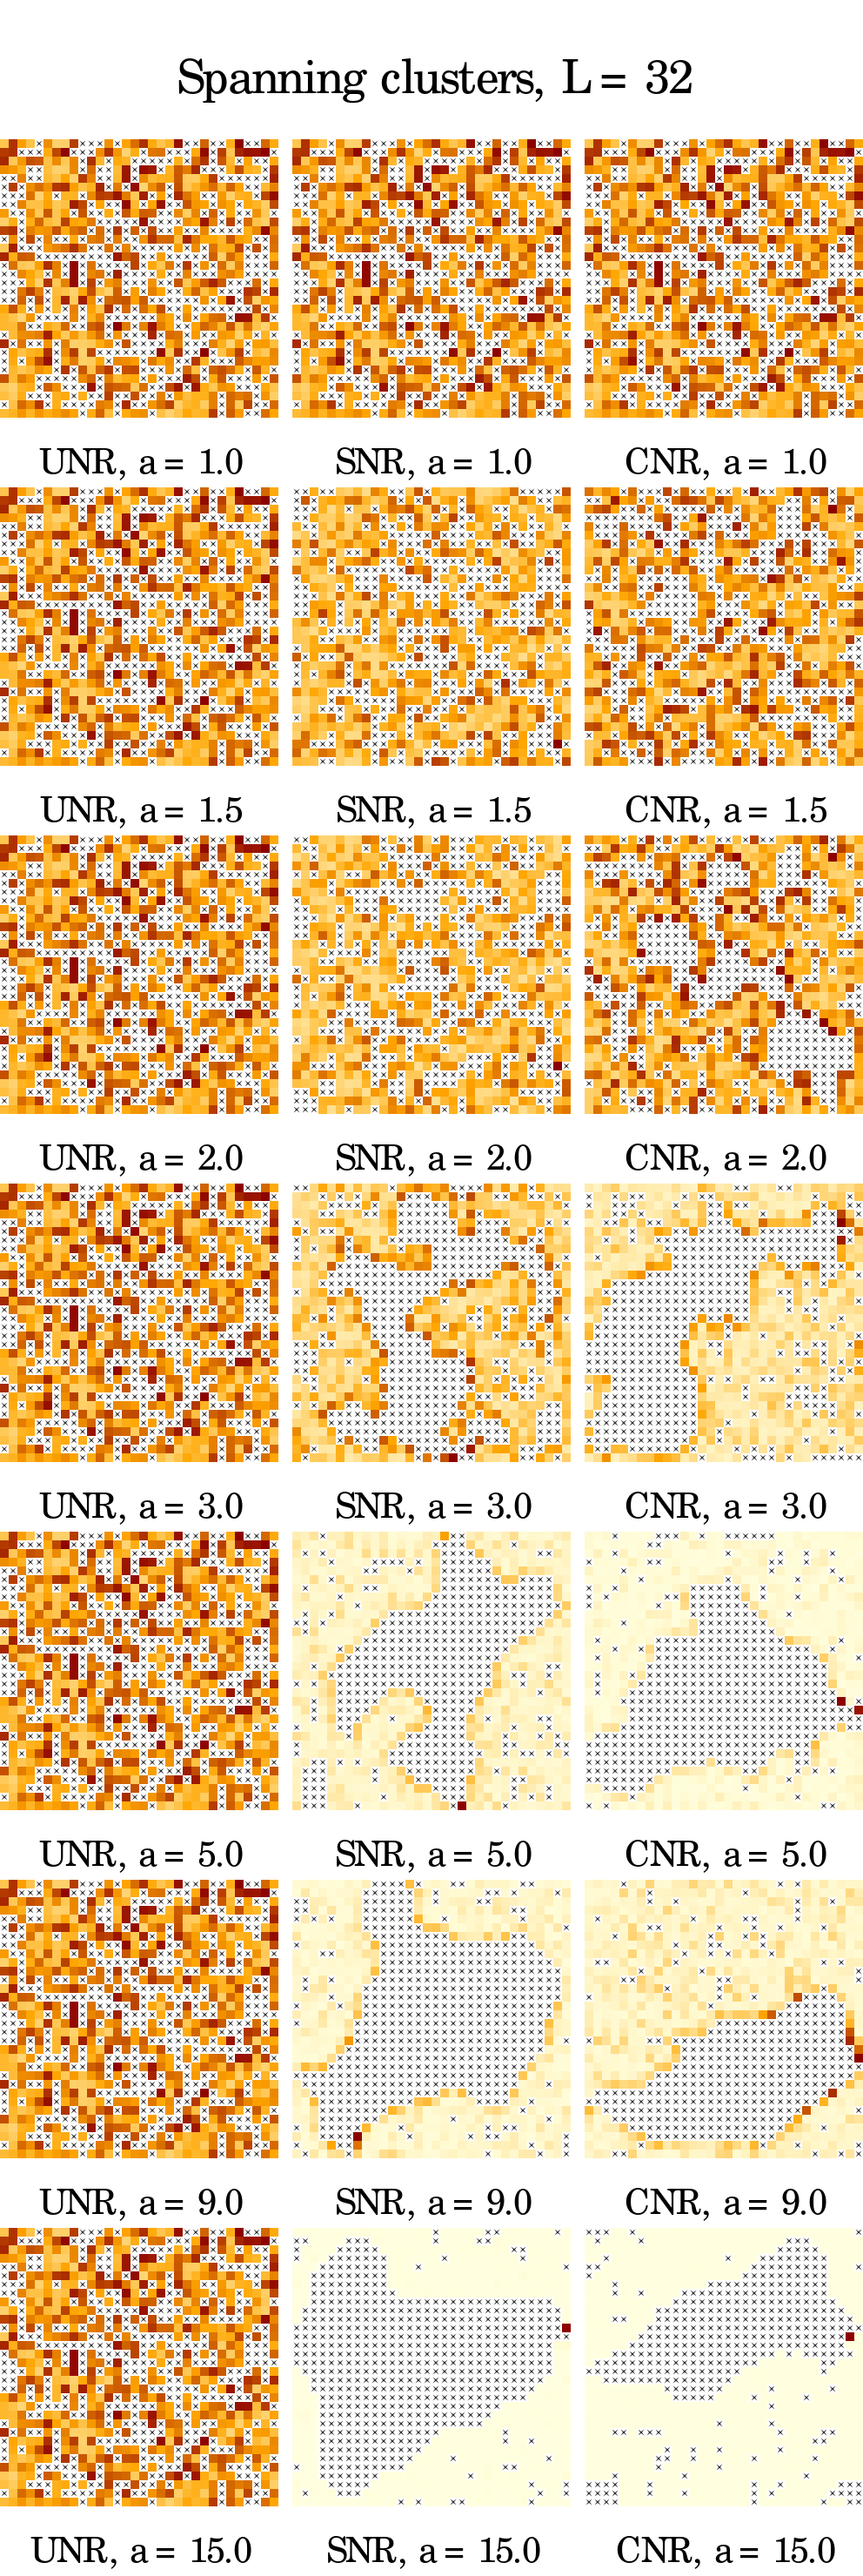 Spanning clusters, L = 32
UNR, a = 1.0 SNR, a = 1.0 CNR, a = 1.0
UNR, a = 1.5 SNR, a = 1.5 CNR, a = 1.5
UNR, a = 2.0 SNR, a = 2.0 CNR, a = 2.0
UNR, a = 3.0 SNR, a = 3.0 CNR, a = 3.0
UNR, a = 5.0 SNR, a = 5.0 CNR, a = 5.0
UNR, a = 9.0 SNR, a = 9.0 CNR, a = 9.0
UNR, a = 15.0 SNR, a = 15.0 CNR, a = 15.0